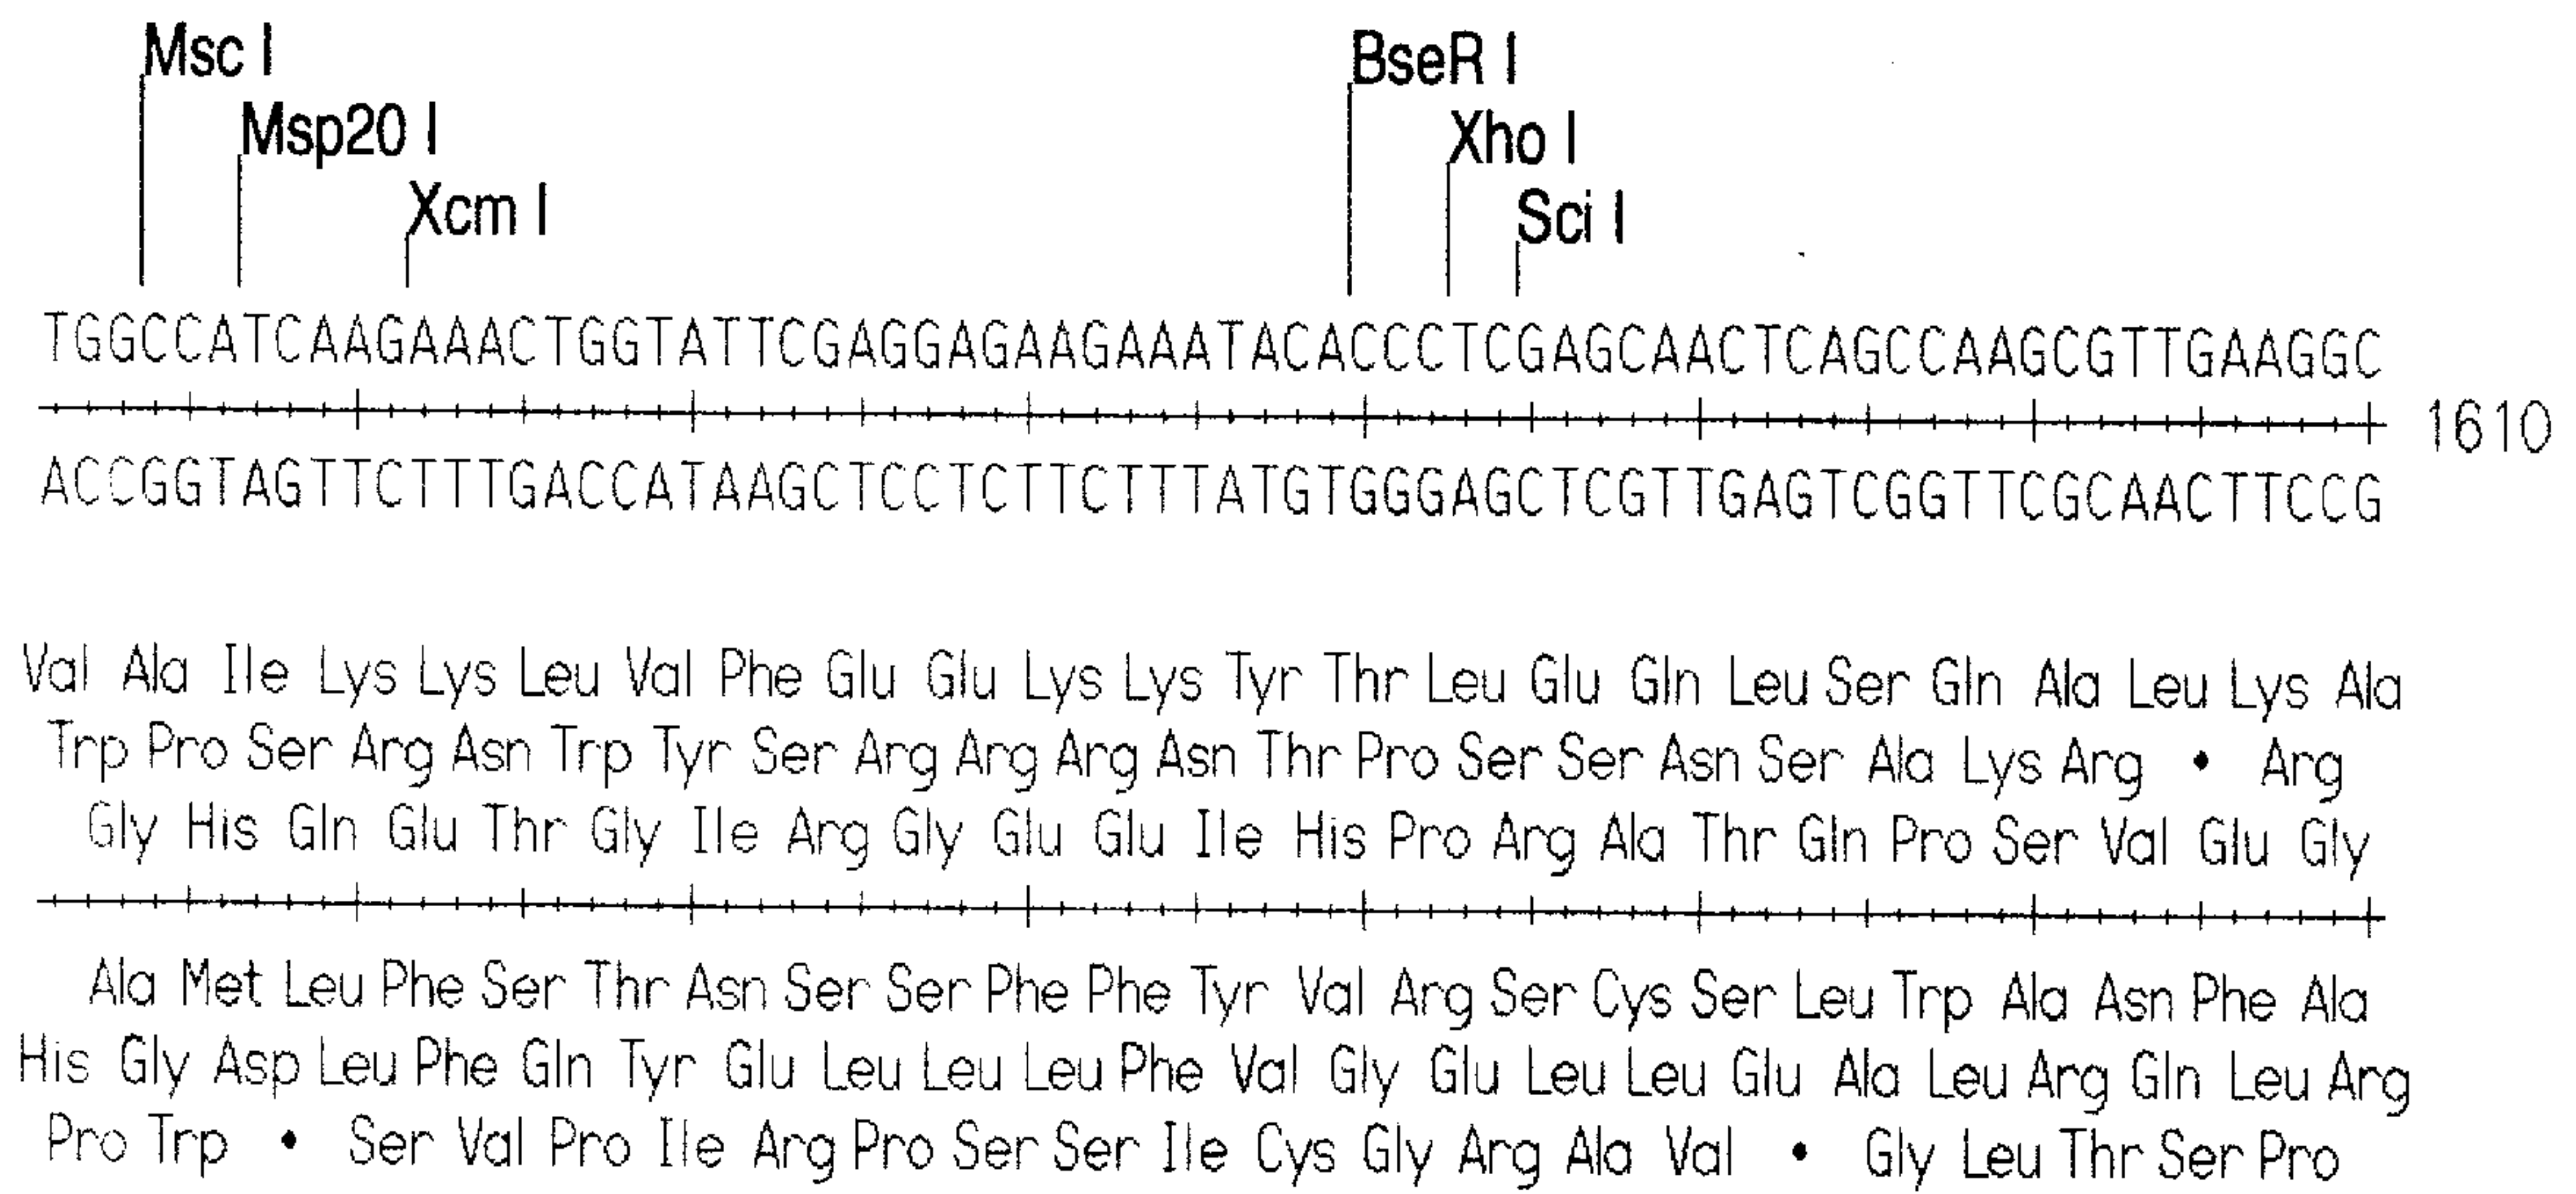 Msc I
BseR I
Msp20 I
Xho I
Xcm I
Sci I
TGGCCATCAAGAAACTGGTATTCGAGGAGAAGAAATACACCCTCGAGCAACTCAGCCAAGCGTTGAAGGC
1610
ACCGGTAGTTCTTTGACCATAAGCTCCTCTTCTTTATGTGGGAGCTCGTTGAGTCGGTTCGCAACTTCCG
Val Ala Ile Lys Lys Leu Val Phe Glu Glu Lys Lys Tyr Thr Leu Glu Gln Leu Ser Gln Ala Leu Lys Ala
Trp Pro Ser Arg Asn Trp Tyr Ser Arg Arg Arg Asn Thr Pro Ser Ser Asn Ser Ala Lys Arg • Arg
Gly His Gln Glu Thr Gly Ile Arg Gly Glu Glu Ile His Pro Arg Ala Thr Gln Pro Ser Val Glu Gly
Ala Met Leu Phe Ser Thr Asn Ser Ser Phe Phe Tyr Val Arg Ser Cys Ser Leu Trp Ala Asn Phe Ala
His Gly Asp Leu Phe Gln Tyr Glu Leu Leu Leu Phe Val Gly Glu Leu Leu Glu Ala Leu Arg Gln Leu Arg
Pro Trp • Ser Val Pro Ile Arg Pro Ser Ser Ile Cys Gly Arg Ala Val • Gly Leu Thr Ser Pro